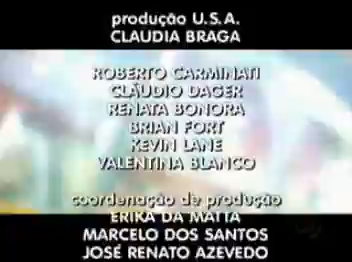 produção U.S.A.
CLAUDIA BRAGA
ROBERTO CARMINATI
CLÁUDIO DAGER
RENATA BONORA
BRIAN FORT
KEVIN LANE
VALENTINA BLANCO
coordenação de produção
ERIKA DA MATTA
MARCELO DOS SANTOS
JOSÉ RENATO AZEVEDO